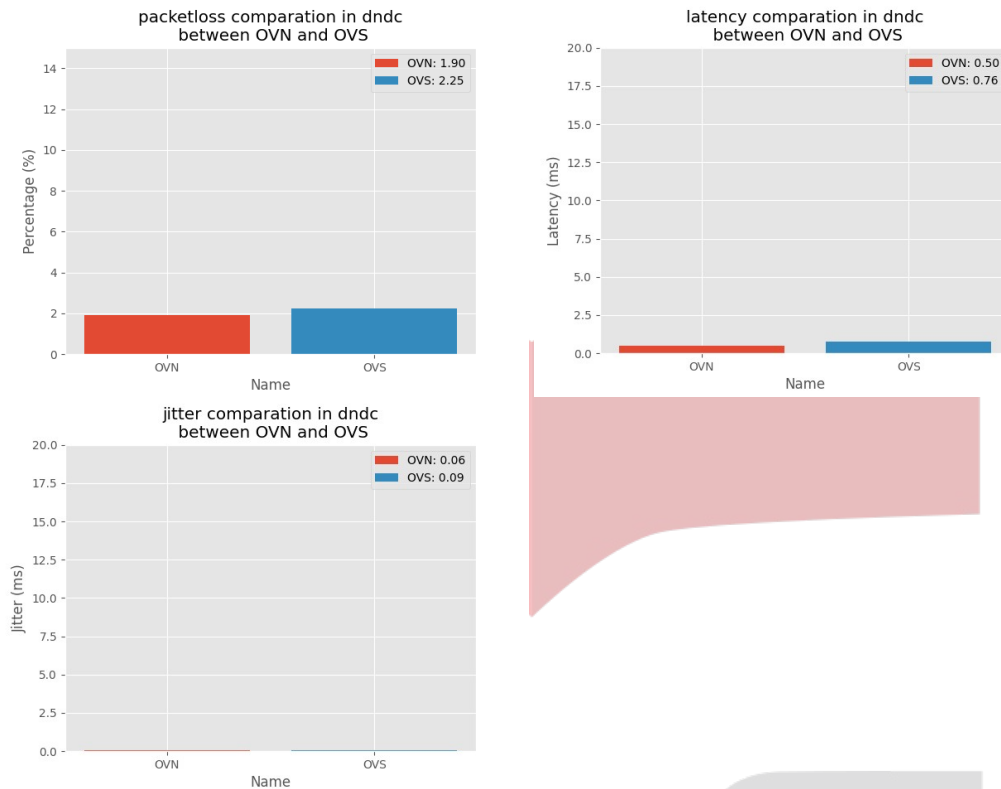 packetloss comparation in dndc
between OVN and OVS
OVN: 1.90
OVS: 2.25
14
12
10
8
6
4
2
0
Percentage (%)
OVN OVS
Name
latency comparation in dndc
between OVN and OVS
OVN: 0.50
OVS: 0.76
20.0
17.5
15.0
12.5
10.0
7.5
5.0
2.5
0.0
Latency (ms)
OVN OVS
Name
jitter comparation in dndc
between OVN and OVS
OVN: 0.06
OVS: 0.09
20.0
17.5
15.0
12.5
10.0
7.5
5.0
2.5
0.0
Jitter (ms)
OVN OVS
Name